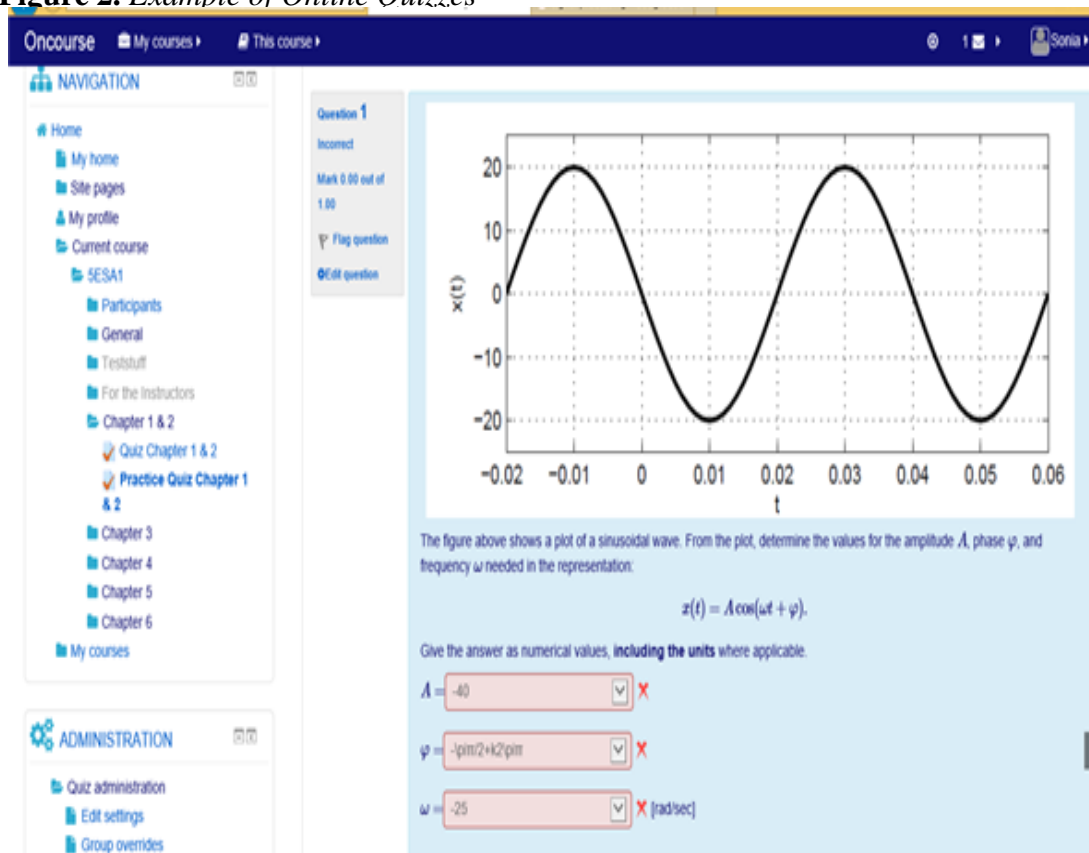 Figure 2. Example of Online Quizzes
Oncourse My courses This course 1 Sonia
NAVIGATION
Home
My home
Site pages
My profile
Current course
5ESA1
Participants
General
Teststuff
For the Instructors
Chapter 1 & 2
Quiz Chapter 1 & 2
Practice Quiz Chapter 1
& 2
Chapter 3
Chapter 4
Chapter 5
Chapter 6
My courses
ADMINISTRATION
Quiz administration
Edit settings
Group overrides
Question 1
Incorrect
Mark 0.00 out of
1.00
Flag question
Edit question
x(t)
20
10
0
−10
−20
−0.02 −0.01 0 0.01 0.02 0.03 0.04 0.05 0.06
t
The figure above shows a plot of a sinusoidal wave. From the plot, determine the values for the amplitude A, phase φ, and
frequency ω needed in the representation:
x(t) = A cos(ωt + φ).
Give the answer as numerical values, including the units where applicable.
A = -40
φ =
ω = -25 [rad/sec]